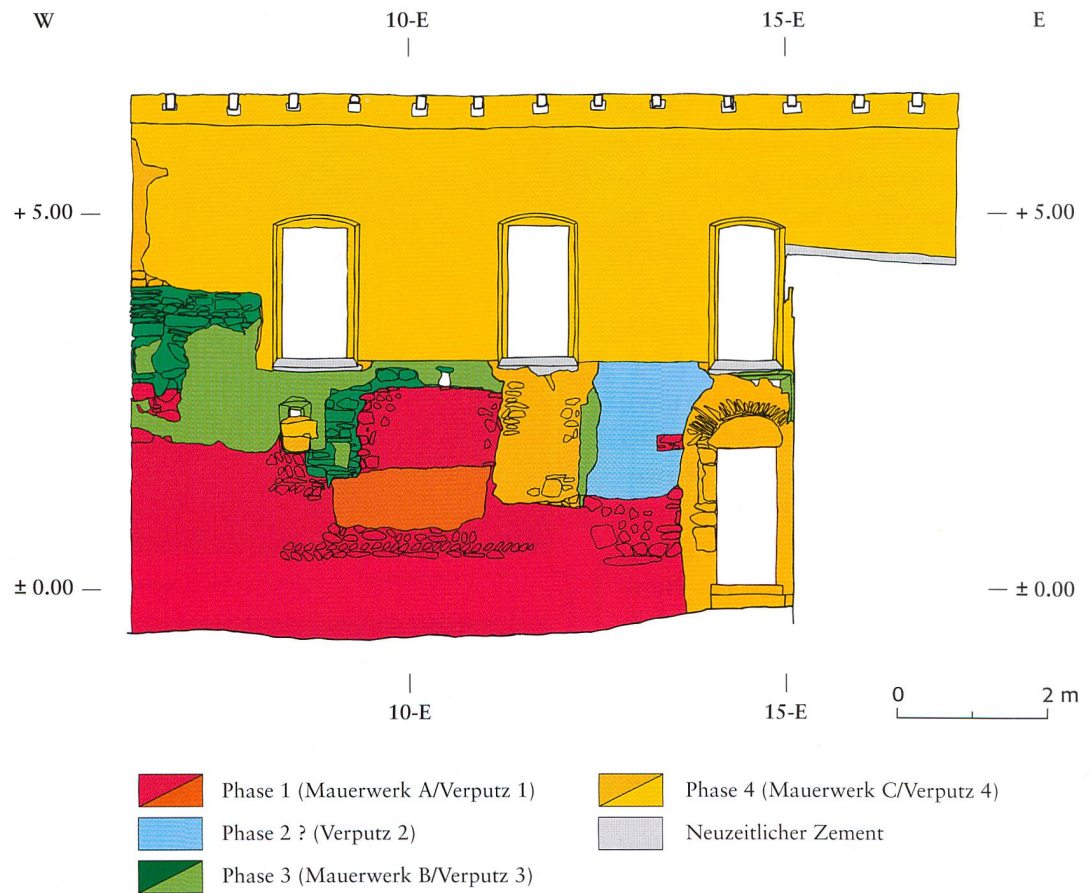 W 10-E 15-E E
+ 5.00 + 5.00
± 0.00 ± 0.00
10-E 15-E 0 2 m
Phase 1 (Mauerwerk A/Verputz 1)
Phase 2 ? (Verputz 2)
Phase 3 (Mauerwerk B/Verputz 3)
Phase 4 (Mauerwerk C/Verputz 4)
Neuzeitlicher Zement